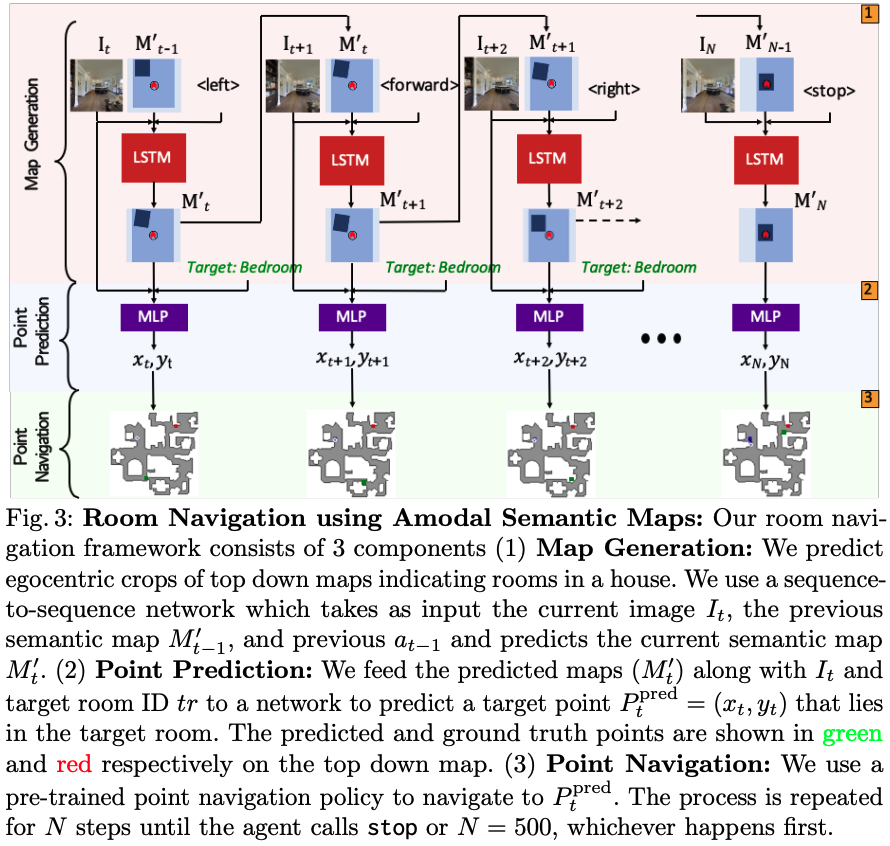 1
I_t M′_{t-1} I_{t+1} M′_t I_{t+2} M′_{t+1} I_N M′_{N-1}
<left> <forward> <right> <stop>
Map Generation
LSTM LSTM LSTM LSTM
M′_t M′_{t+1} M′_{t+2} M′_N
Target: Bedroom Target: Bedroom Target: Bedroom
2
Point Prediction
MLP MLP MLP MLP
x_t, y_t x_{t+1}, y_{t+1} x_{t+2}, y_{t+2} x_N, y_N
3
Point Navigation
Fig. 3: Room Navigation using Amodal Semantic Maps: Our room navi-
gation framework consists of 3 components (1) Map Generation: We predict
egocentric crops of top down maps indicating rooms in a house. We use a sequence-
to-sequence network which takes as input the current image I_t, the previous
semantic map M′_{t−1}, and previous a_{t−1} and predicts the current semantic map
M′_t. (2) Point Prediction: We feed the predicted maps (M′_t) along with I_t and
target room ID tr to a network to predict a target point P_t^{pred} = (x_t, y_t) that lies
in the target room. The predicted and ground truth points are shown in green
and red respectively on the top down map. (3) Point Navigation: We use a
pre-trained point navigation policy to navigate to P_t^{pred}. The process is repeated
for N steps until the agent calls stop or N = 500, whichever happens first.